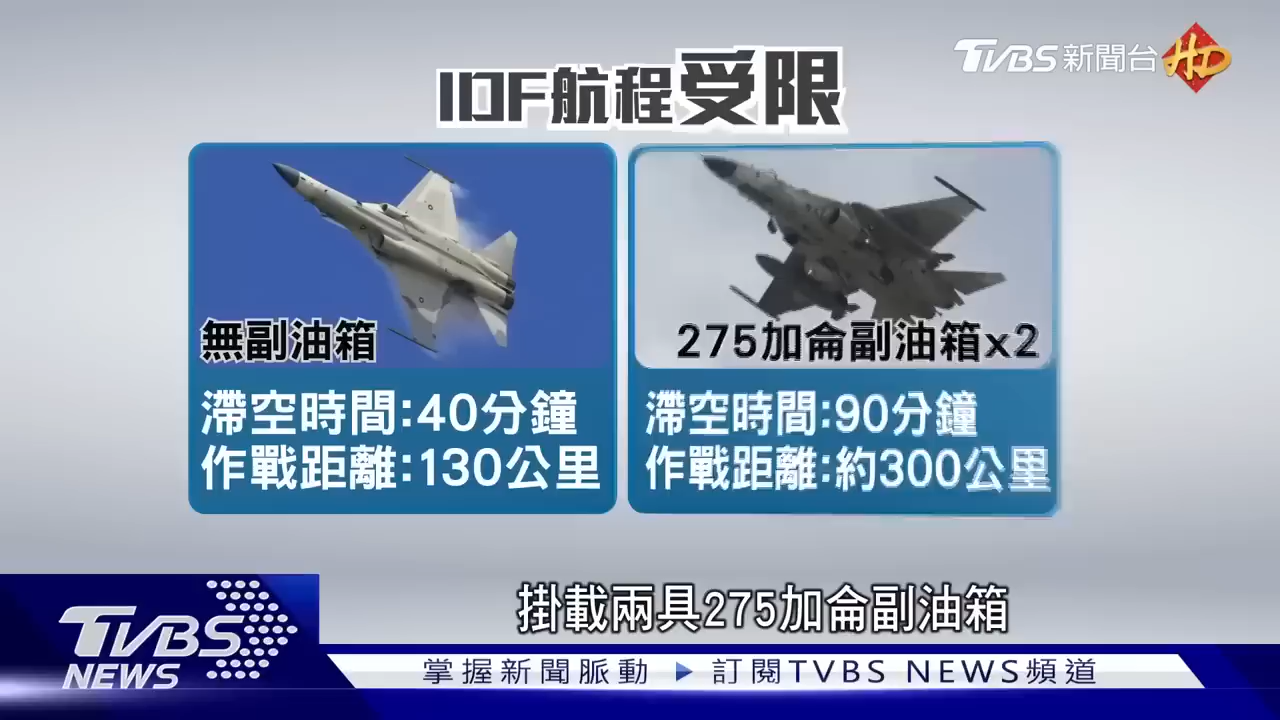 TVBS新聞台HD
IDF航程受限
無副油箱
滯空時間:40分鐘
作戰距離:130公里
275加侖副油箱x2
滯空時間:90分鐘
作戰距離:約300公里
掛載兩具275加侖副油箱
TVBS
NEWS
掌握新聞脈動 ▶ 訂閱TVBS NEWS頻道